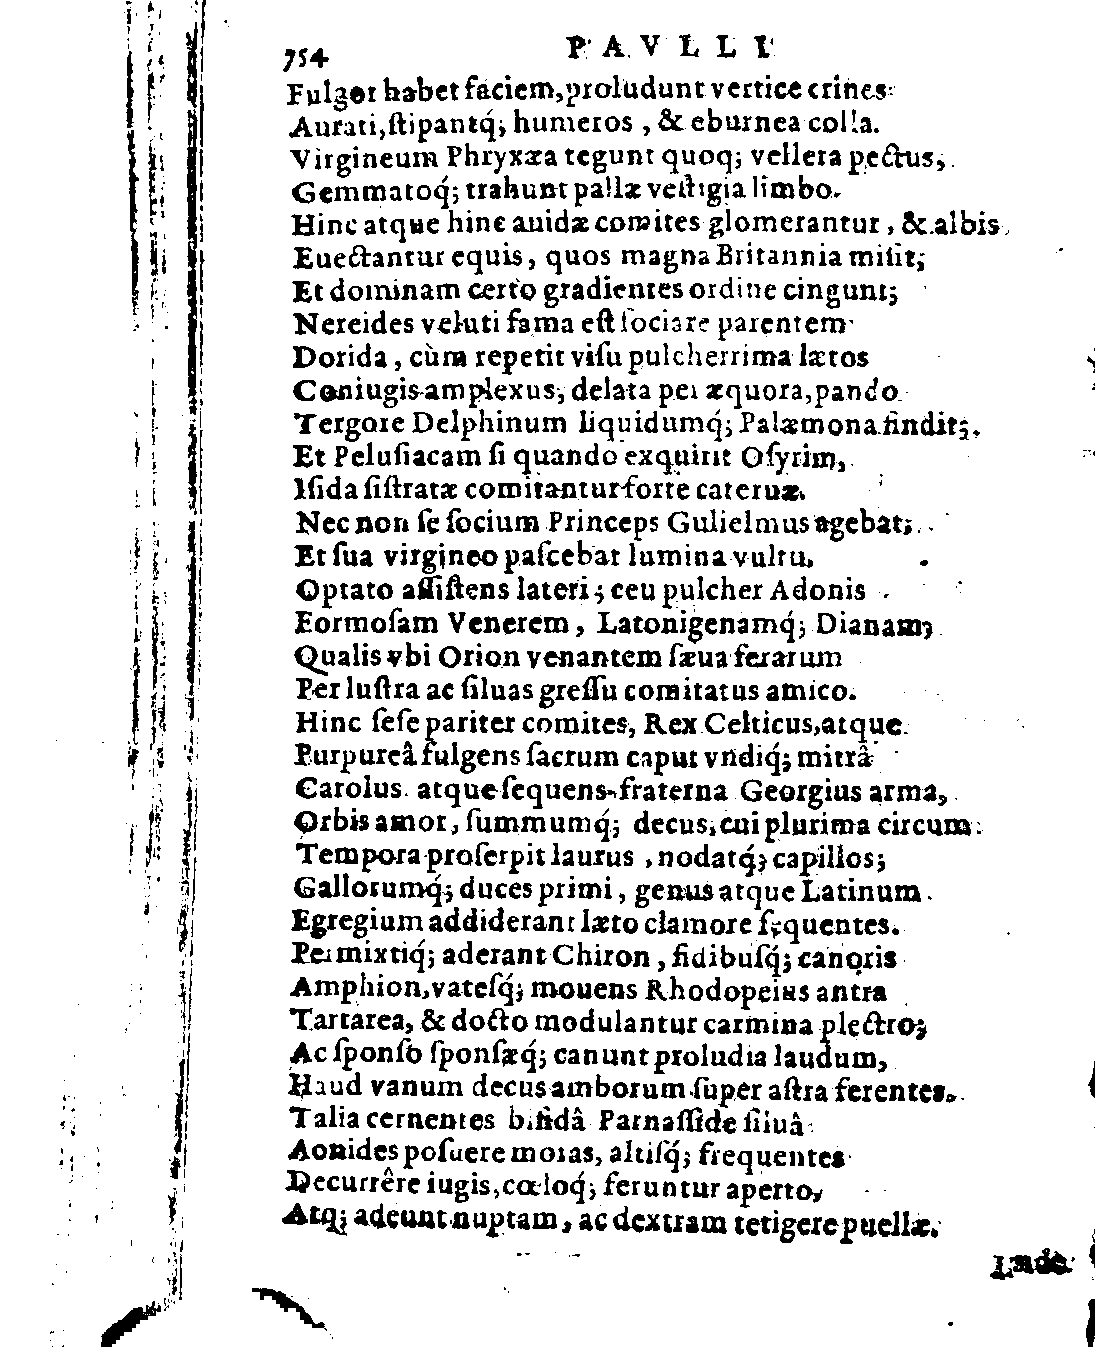 754 PAVLLI
Fulgor habet faciem, proludunt vertice crines
Aurati, ſtipantq́; humeros, & eburnea colla.
Virgineum Phryxæa tegunt quoq; vellera pectus,
Gemmatoq́; trahunt pallæ veſtigia limbo.
Hinc atque hinc auidæ comites glomerantur, & albis
Euectantur equis, quos magna Britannia miſit;
Et dominam certo gradientes ordine cingunt;
Nereides veluti fama eſt ſociare parentem
Dorida, cùm repetit viſu pulcherrima lætos
Coniugis amplexus, delata per æquora, pando
Tergore Delphinum liquidumq́; Palæmona findit;
Et Peluſiacam ſi quando exquirit Oſyrim,
Iſida ſiſtratæ comitantur forte cateruæ.
Nec non ſe ſocium Princeps Gulielmus agebat;
Et ſua virgineo paſcebat lumina vultu,
Optato aſſiſtens lateri; ceu pulcher Adonis
Formoſam Venerem, Latonigenamq́; Dianam,
Qualis vbi Orion venantem ſæua ferarum
Per luſtra ac ſiluas greſſu comitatus amico.
Hinc ſeſe pariter comites, Rex Celticus, atque
Purpureâ fulgens ſacrum caput vndiq́; mitrâ
Carolus atque ſequens fraterna Georgius arma,
Orbis amor, ſummumq́; decus, cui plurima circum
Tempora proſerpit laurus, nodatq́; capillos;
Gallorumq́; duces primi, genus atque Latinum
Egregium addiderant læto clamore ſequentes.
Permixtiq́; aderant Chiron, fidibuſq́; canoris
Amphion, vateſq́; mouens Rhodopeius antra
Tartarea, & docto modulantur carmina plectro;
Ac ſponſo ſponſæq́; canunt proludia laudum,
Haud vanum decus amborum ſuper aſtra ferentes.
Talia cernentes bifidâ Parnaſſide ſiluâ
Aonides poſuere moras, altiſq́; frequentes
Decurrêre iugis, cœloq́; feruntur aperto,
Atq; adeunt nuptam, ac dextram tetigere puellæ.